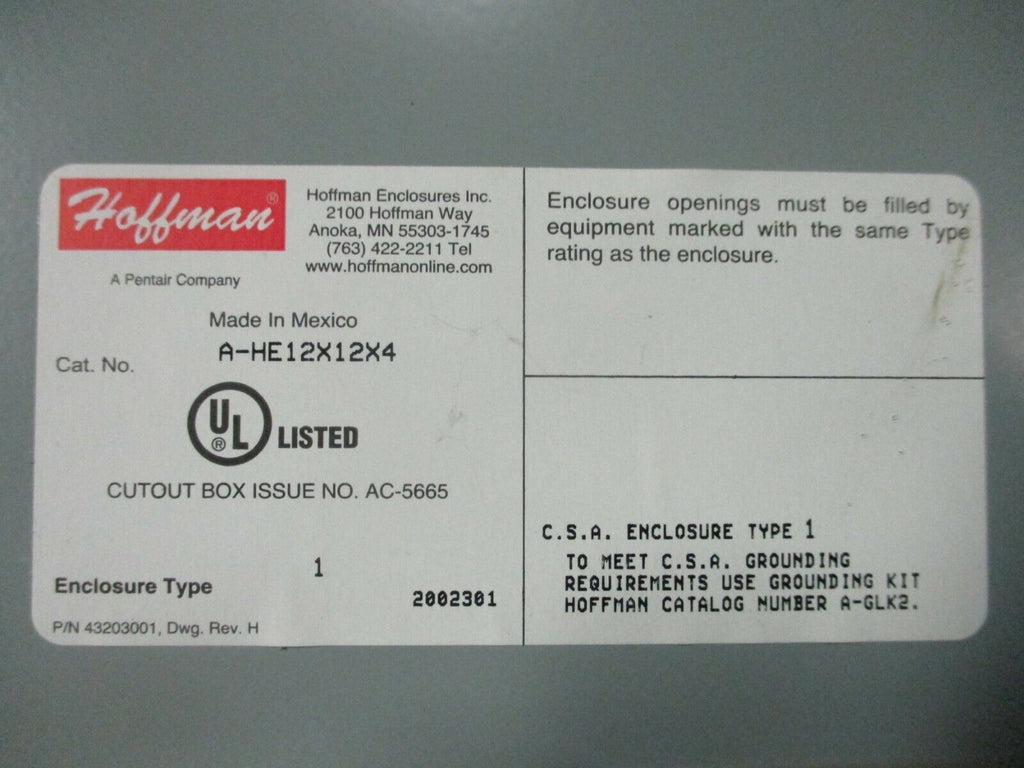 Hoffman®
A Pentair Company
Hoffman Enclosures Inc.
2100 Hoffman Way
Anoka, MN 55303-1745
(763) 422-2211 Tel
www.hoffmanonline.com
Made In Mexico
Cat. No. A-HE12X12X4
UL® LISTED
CUTOUT BOX ISSUE NO. AC-5665
Enclosure Type 1
2002301
P/N 43203001, Dwg. Rev. H
Enclosure openings must be filled by
equipment marked with the same Type
rating as the enclosure.
C.S.A. ENCLOSURE TYPE 1
TO MEET C.S.A. GROUNDING
REQUIREMENTS USE GROUNDING KIT
HOFFMAN CATALOG NUMBER A-GLK2.